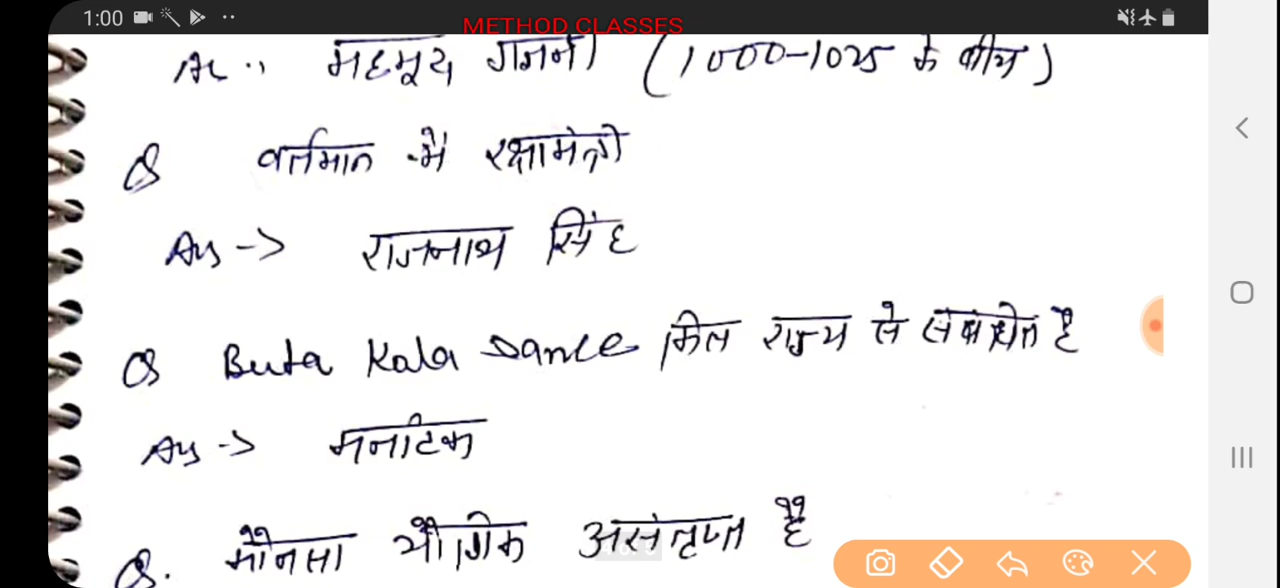 1:00
METHOD CLASSES
महमूद गजनी (1000-1025 के बीच)
Q वर्तमान में रक्षामंत्री
Ans -> राजनाथ सिंह
Q Buta Kola Dance किस राज्य से संबंधित है
Ans -> कर्नाटक
Q. कौनसा यौगिक असंतृप्त है